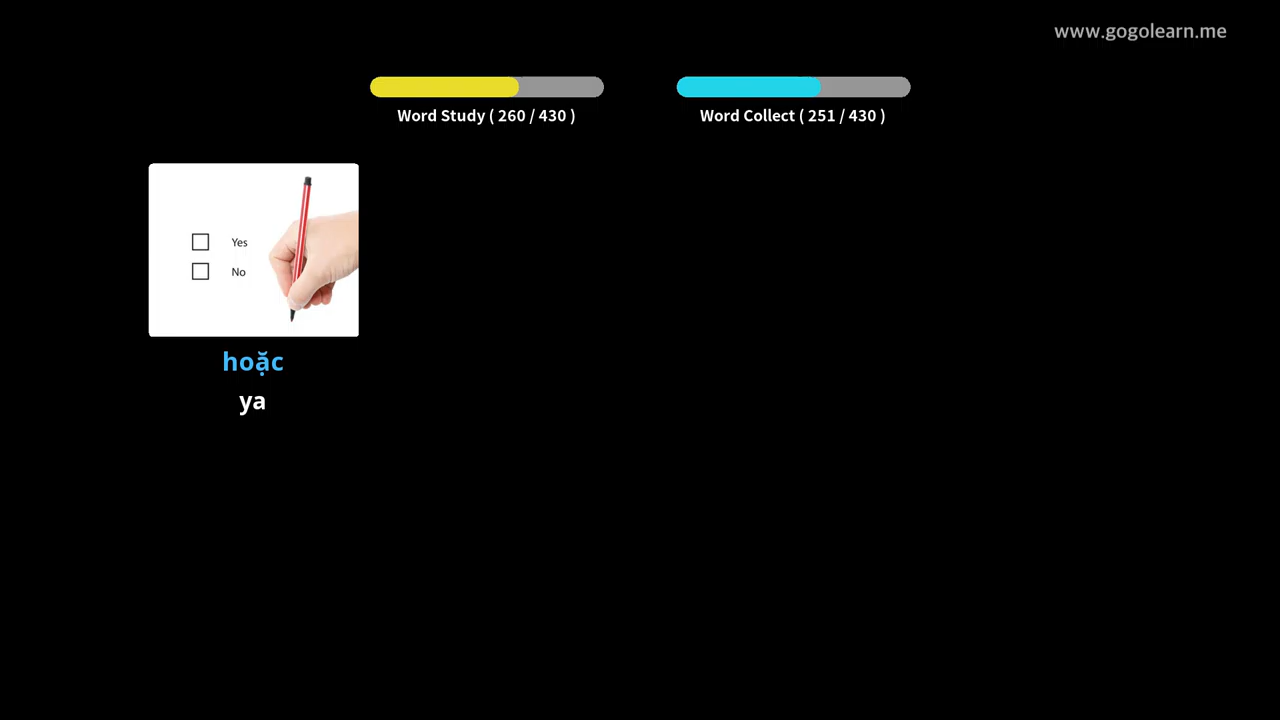 www.gogolearn.me
Word Study ( 260 / 430 )
Word Collect ( 251 / 430 )
Yes
No
hoặc
ya